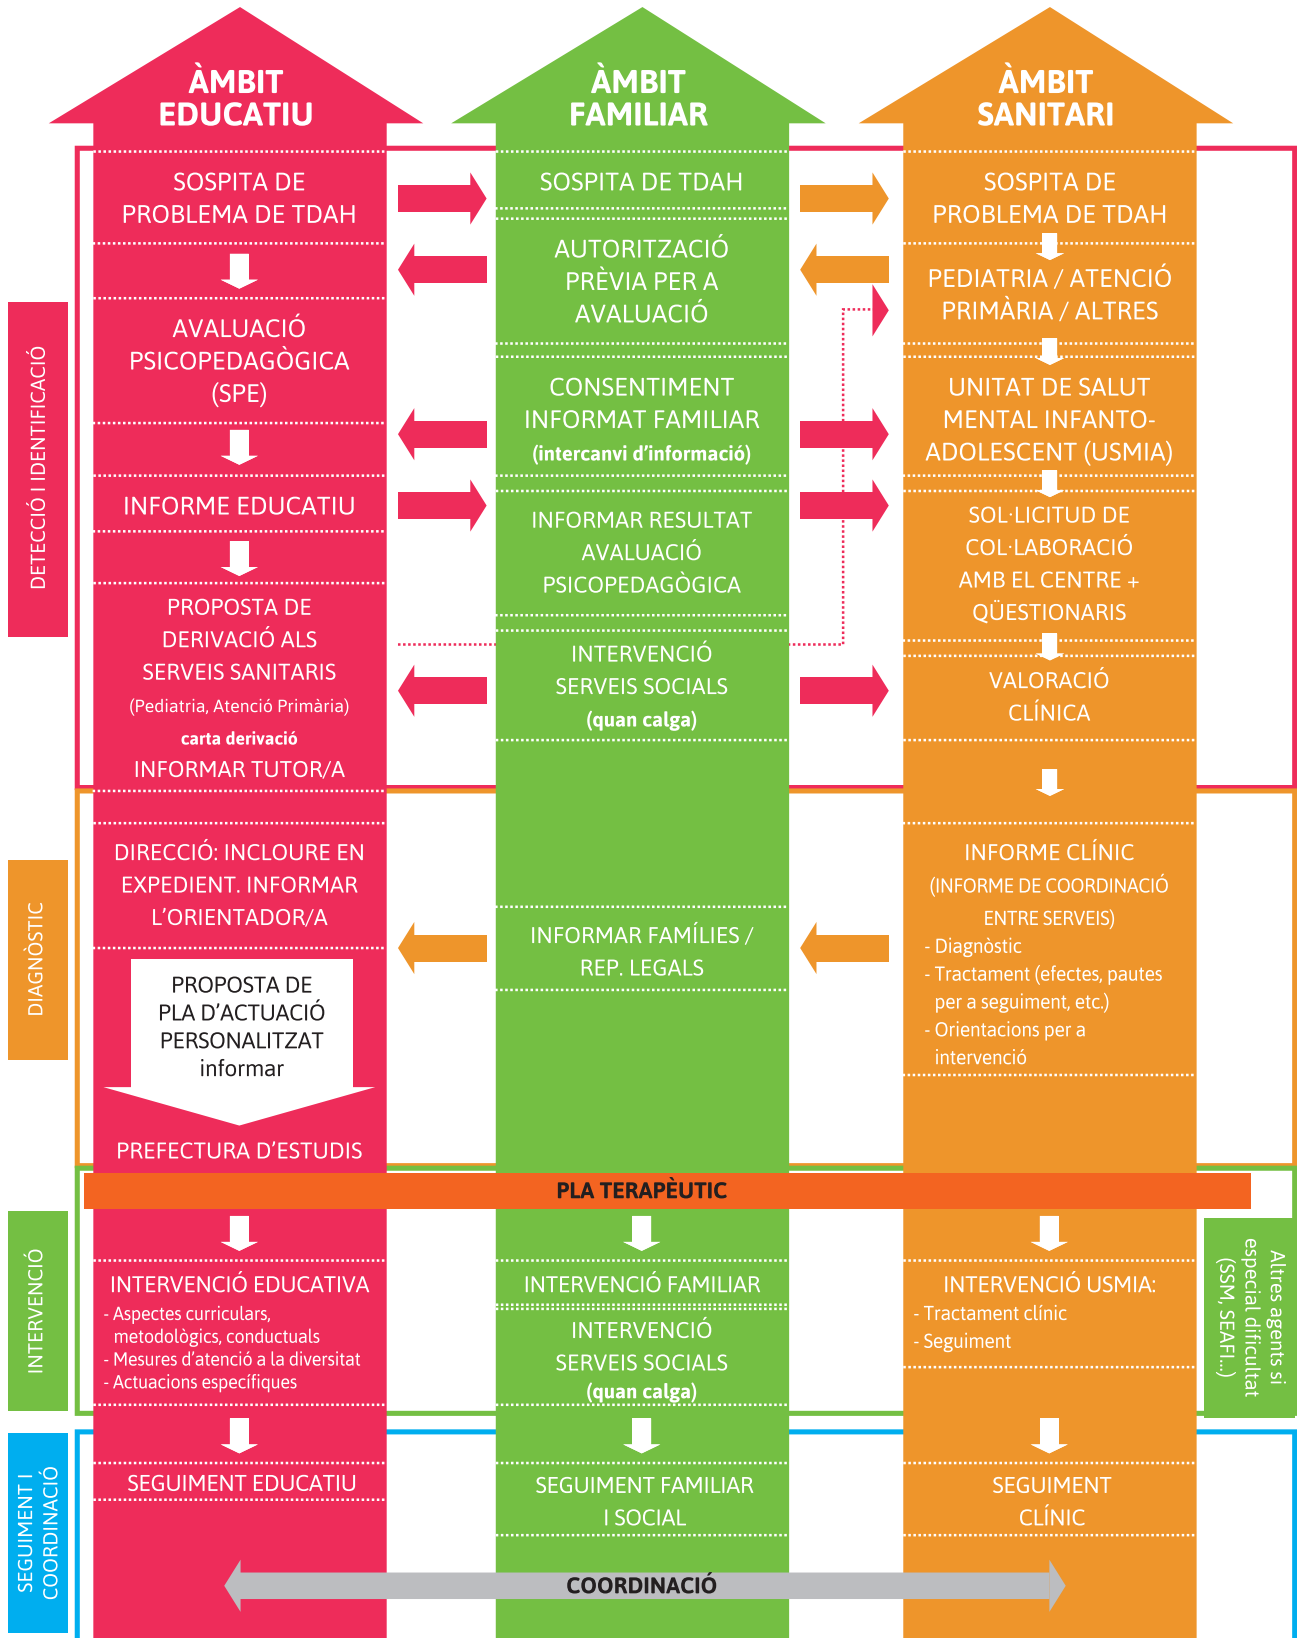 ÀMBIT
EDUCATIU
ÀMBIT
FAMILIAR
ÀMBIT
SANITARI
DETECCIÓ I IDENTIFICACIÓ
SOSPITA DE
PROBLEMA DE TDAH
AVALUACIÓ
PSICOPEDAGÒGICA
(SPE)
INFORME EDUCATIU
PROPOSTA DE
DERIVACIÓ ALS
SERVEIS SANITARIS
(Pediatria, Atenció Primària)
carta derivació
INFORMAR TUTOR/A
SOSPITA DE TDAH
AUTORITZACIÓ
PRÈVIA PER A
AVALUACIÓ
CONSENTIMENT
INFORMAT FAMILIAR
(intercanvi d’informació)
INFORMAR RESULTAT
AVALUACIÓ
PSICOPEDAGÒGICA
INTERVENCIÓ
SERVEIS SOCIALS
(quan calga)
SOSPITA DE
PROBLEMA DE TDAH
PEDIATRIA / ATENCIÓ
PRIMÀRIA / ALTRES
UNITAT DE SALUT
MENTAL INFANTO-
ADOLESCENT (USMIA)
SOL·LICITUD DE
COL·LABORACIÓ
AMB EL CENTRE +
QÜESTIONARIS
VALORACIÓ
CLÍNICA
DIAGNÒSTIC
DIRECCIÓ: INCLOURE EN
EXPEDIENT. INFORMAR
L’ORIENTADOR/A
PROPOSTA DE
PLA D’ACTUACIÓ
PERSONALITZAT
informar
PREFECTURA D’ESTUDIS
INFORMAR FAMÍLIES /
REP. LEGALS
INFORME CLÍNIC
(INFORME DE COORDINACIÓ
ENTRE SERVEIS)
- Diagnòstic
- Tractament (efectes, pautes
per a seguiment, etc.)
- Orientacions per a
intervenció
PLA TERAPÈUTIC
INTERVENCIÓ
INTERVENCIÓ EDUCATIVA
- Aspectes curriculars,
metodològics, conductuals
- Mesures d’atenció a la diversitat
- Actuacions específiques
INTERVENCIÓ FAMILIAR
INTERVENCIÓ
SERVEIS SOCIALS
(quan calga)
INTERVENCIÓ USMIA:
- Tractament clínic
- Seguiment
Altres agents si
especial dificultat
(SSM, SEAFI...)
SEGUIMENT I
COORDINACIÓ
SEGUIMENT EDUCATIU
SEGUIMENT FAMILIAR
I SOCIAL
SEGUIMENT
CLÍNIC
COORDINACIÓ